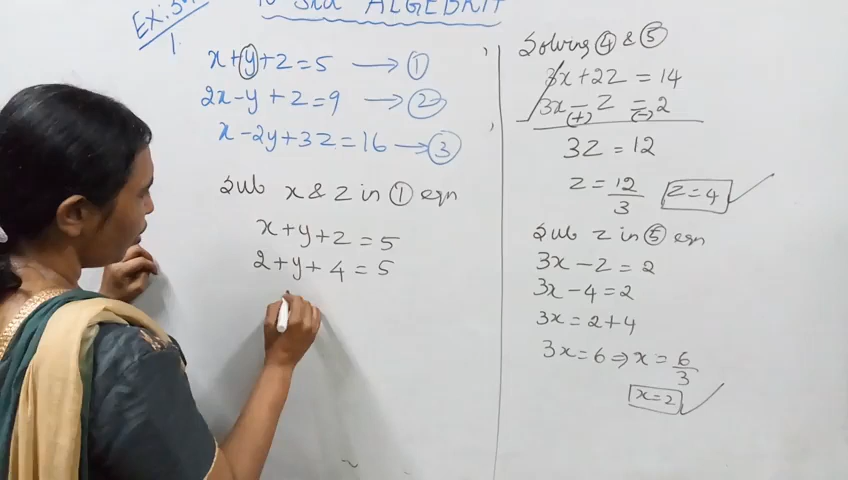 Ex:3.
ALGEBRA
1.
x+y+z=5 → ①
2x-y+z=9 → ②
x-2y+3z=16 → ③
Sub x & z in ① eqn
x+y+z=5
2+y+4=5
Solving ④ & ⑤
3x+2z=14
3x-z=2
(+) (-)
3z=12
z=12/3 z=4
Sub z in ⑤ eqn
3x-z=2
3x-4=2
3x=2+4
3x=6⇒x=6/3
x=2